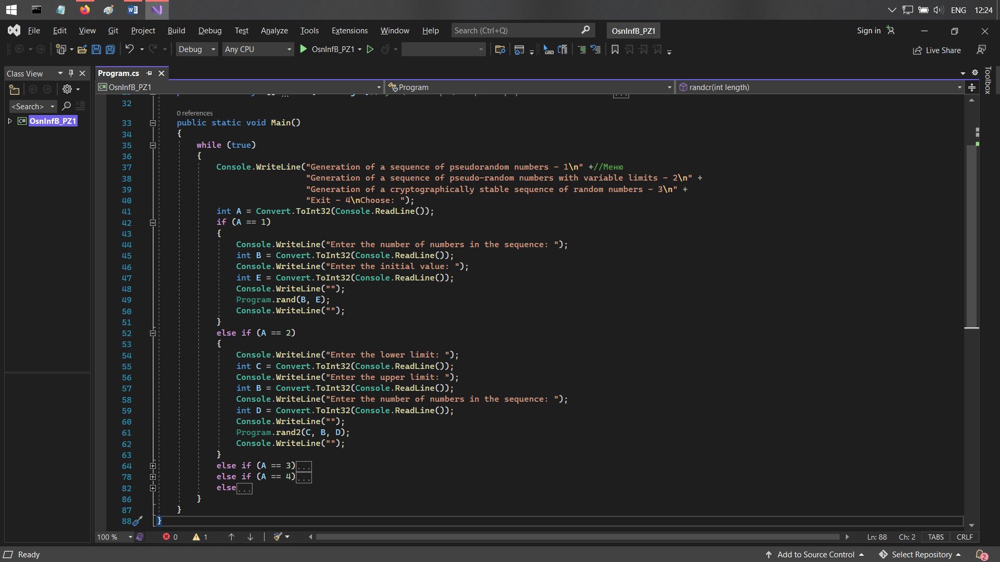 ENG 12:24
File Edit View Git Project Build Debug Test Analyze Tools Extensions Window Help Search (Ctrl+Q) OsnInfB_PZ1 Sign in
Debug Any CPU OsnInfB_PZ1 Live Share
Class View Program.cs
OsnInfB_PZ1 Program randcr(int length)
Toolbox
<Search>
OsnInfB_PZ1
32
0 references
33 public static void Main()
34 {
35 while (true)
36 {
37 Console.WriteLine("Generation of a sequence of pseudorandom numbers - 1\n" +//Меню
38 "Generation of a sequence of pseudo-random numbers with variable limits - 2\n" +
39 "Generation of a cryptographically stable sequence of random numbers - 3\n" +
40 "Exit - 4\nChoose: ");
41 int A = Convert.ToInt32(Console.ReadLine());
42 if (A == 1)
43 {
44 Console.WriteLine("Enter the number of numbers in the sequence: ");
45 int B = Convert.ToInt32(Console.ReadLine());
46 Console.WriteLine("Enter the initial value: ");
47 int E = Convert.ToInt32(Console.ReadLine());
48 Console.WriteLine("");
49 Program.rand(B, E);
50 Console.WriteLine("");
51 }
52 else if (A == 2)
53 {
54 Console.WriteLine("Enter the lower limit: ");
55 int C = Convert.ToInt32(Console.ReadLine());
56 Console.WriteLine("Enter the upper limit: ");
57 int B = Convert.ToInt32(Console.ReadLine());
58 Console.WriteLine("Enter the number of numbers in the sequence: ");
59 int D = Convert.ToInt32(Console.ReadLine());
60 Console.WriteLine("");
61 Program.rand2(C, B, D);
62 Console.WriteLine("");
63 }
64 else if (A == 3)...
78 else if (A == 4)...
82 else...
86 }
87 }
88 }
100 % 0 1 Ln: 88 Ch: 2 TABS CRLF
Ready Add to Source Control Select Repository 2